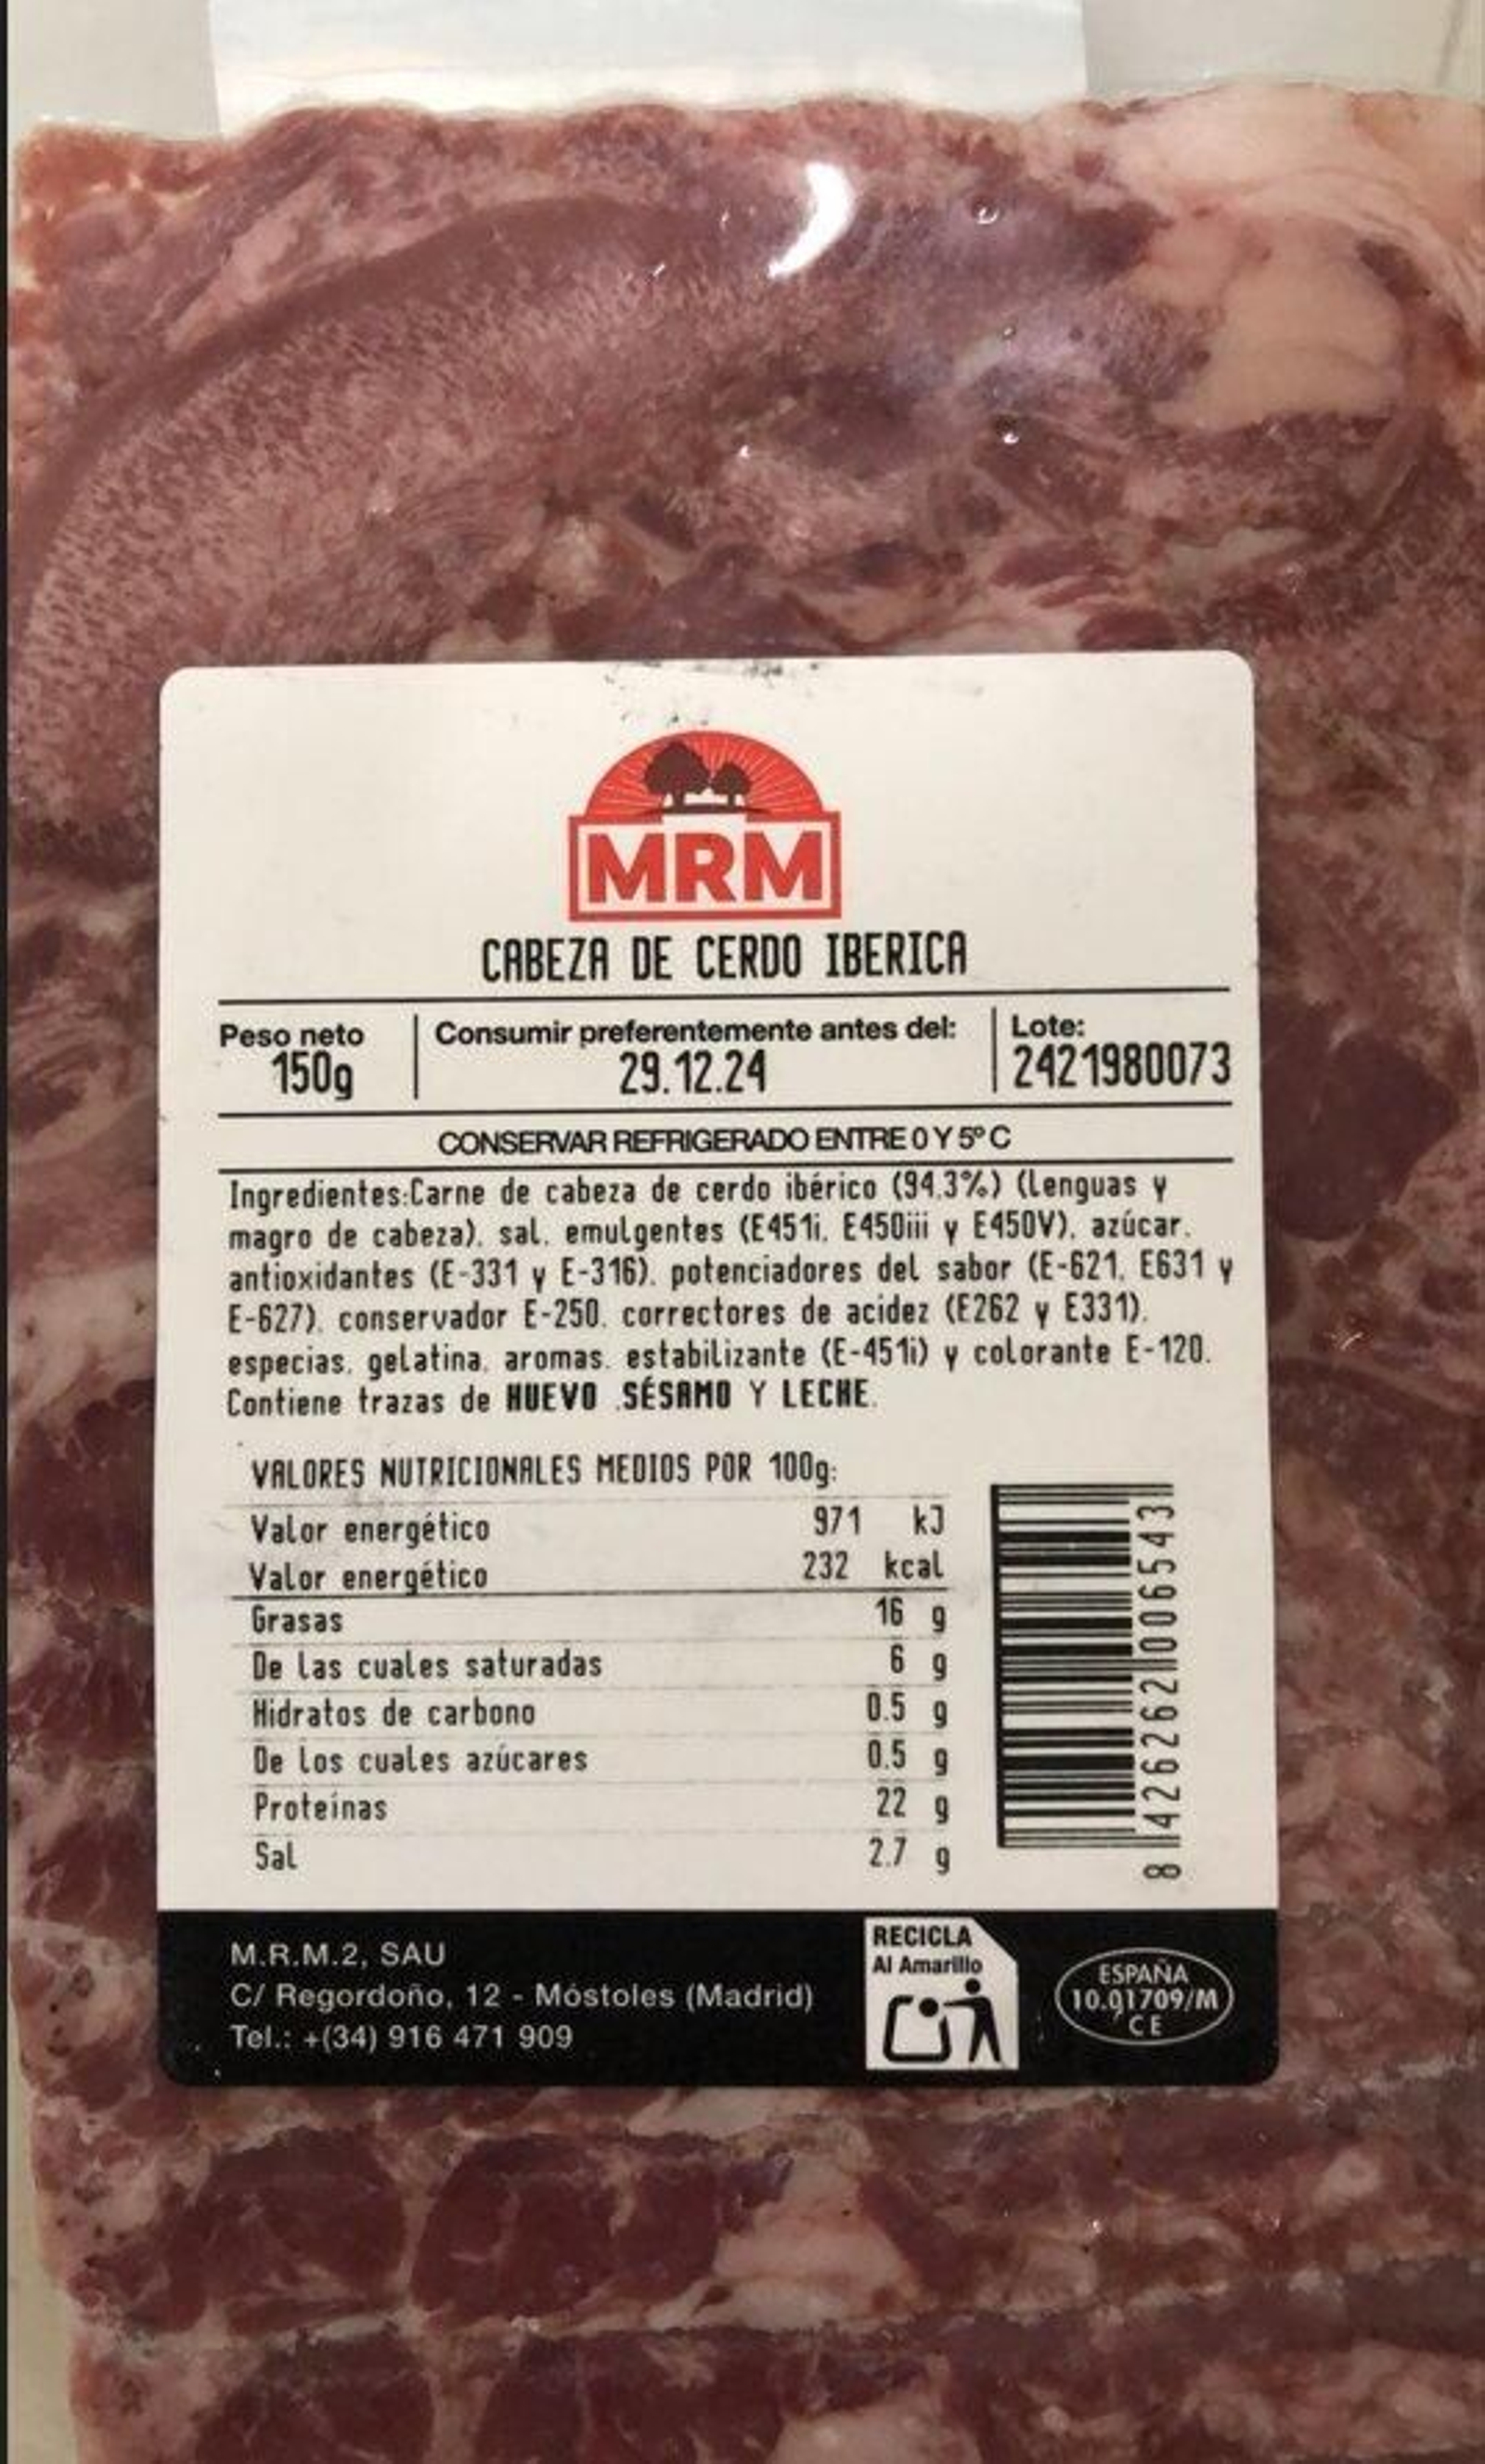 MRM
CABEZA DE CERDO IBERICA
Peso neto
150g
Consumir preferentemente antes del:
29.12.24
Lote:
2421980073
CONSERVAR REFRIGERADO ENTRE 0 Y 5º C
Ingredientes:Carne de cabeza de cerdo ibérico (94.3%) (lenguas y
magro de cabeza). sal. emulgentes (E451i. E450iii y E450V). azúcar.
antioxidantes (E-331 y E-316). potenciadores del sabor (E-621. E631 y
E-627). conservador E-250. correctores de acidez (E262 y E331).
especias. gelatina. aromas. estabilizante (E-451i) y colorante E-120.
Contiene trazas de HUEVO .SÉSAMO Y LECHE.
VALORES NUTRICIONALES MEDIOS POR 100g:
Valor energético 971 kJ
Valor energético 232 kcal
Grasas 16 g
De las cuales saturadas 6 g
Hidratos de carbono 0.5 g
De los cuales azúcares 0.5 g
Proteínas 22 g
Sal 2.7 g
8 426262 006543
M.R.M.2, SAU
C/ Regordoño, 12 - Móstoles (Madrid)
Tel.: +(34) 916 471 909
RECICLA
Al Amarillo
ESPAÑA
10.01709/M
CE